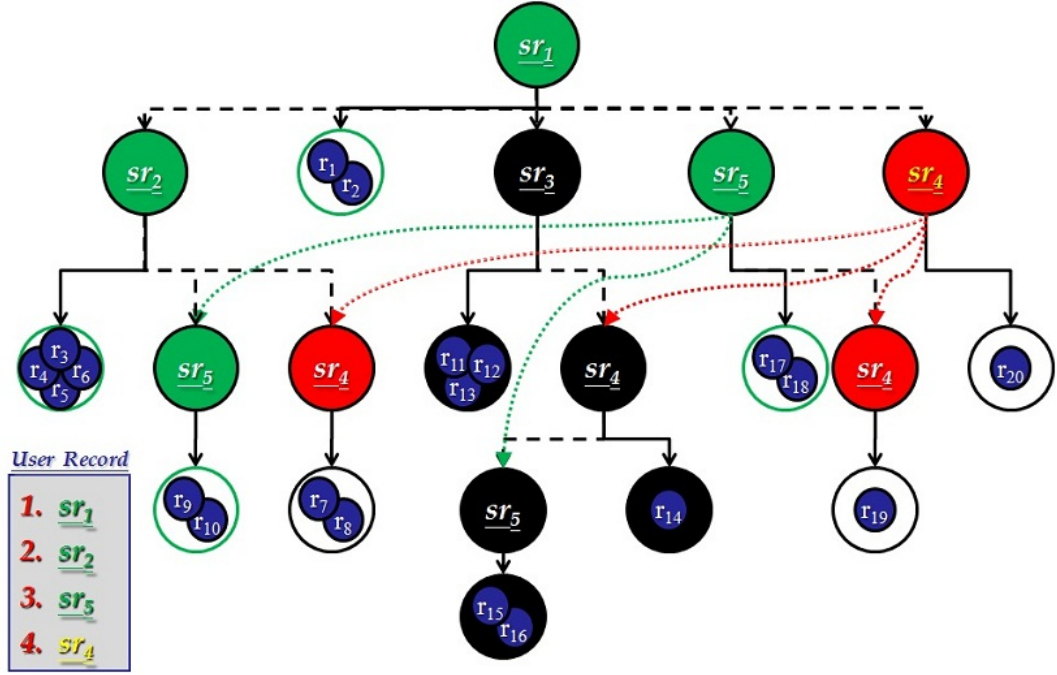 sr1
sr2
r1
r2
sr3
sr5
sr4
r3
r4
r6
r5
sr5
sr4
r11
r12
r13
sr4
r17
r18
sr4
r20
User Record
1. sr1
2. sr2
3. sr5
4. sr4
r9
r10
r7
r8
sr5
r14
r19
r15
r16